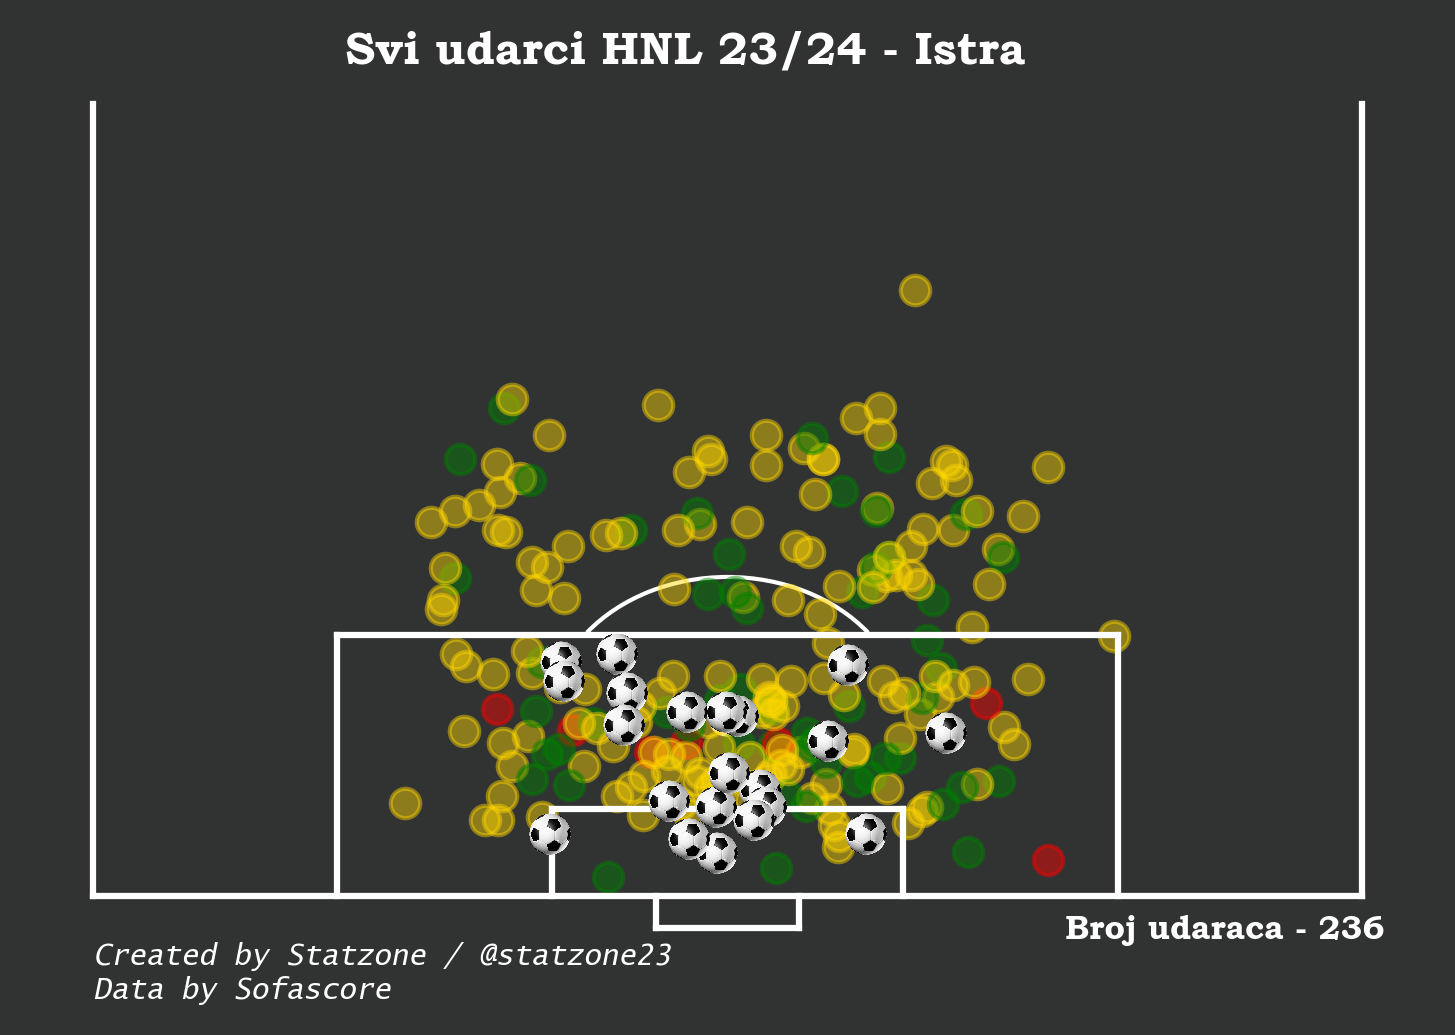 Svi udarci HNL 23/24 - Istra
Broj udaraca - 236
Created by Statzone / @statzone23
Data by Sofascore